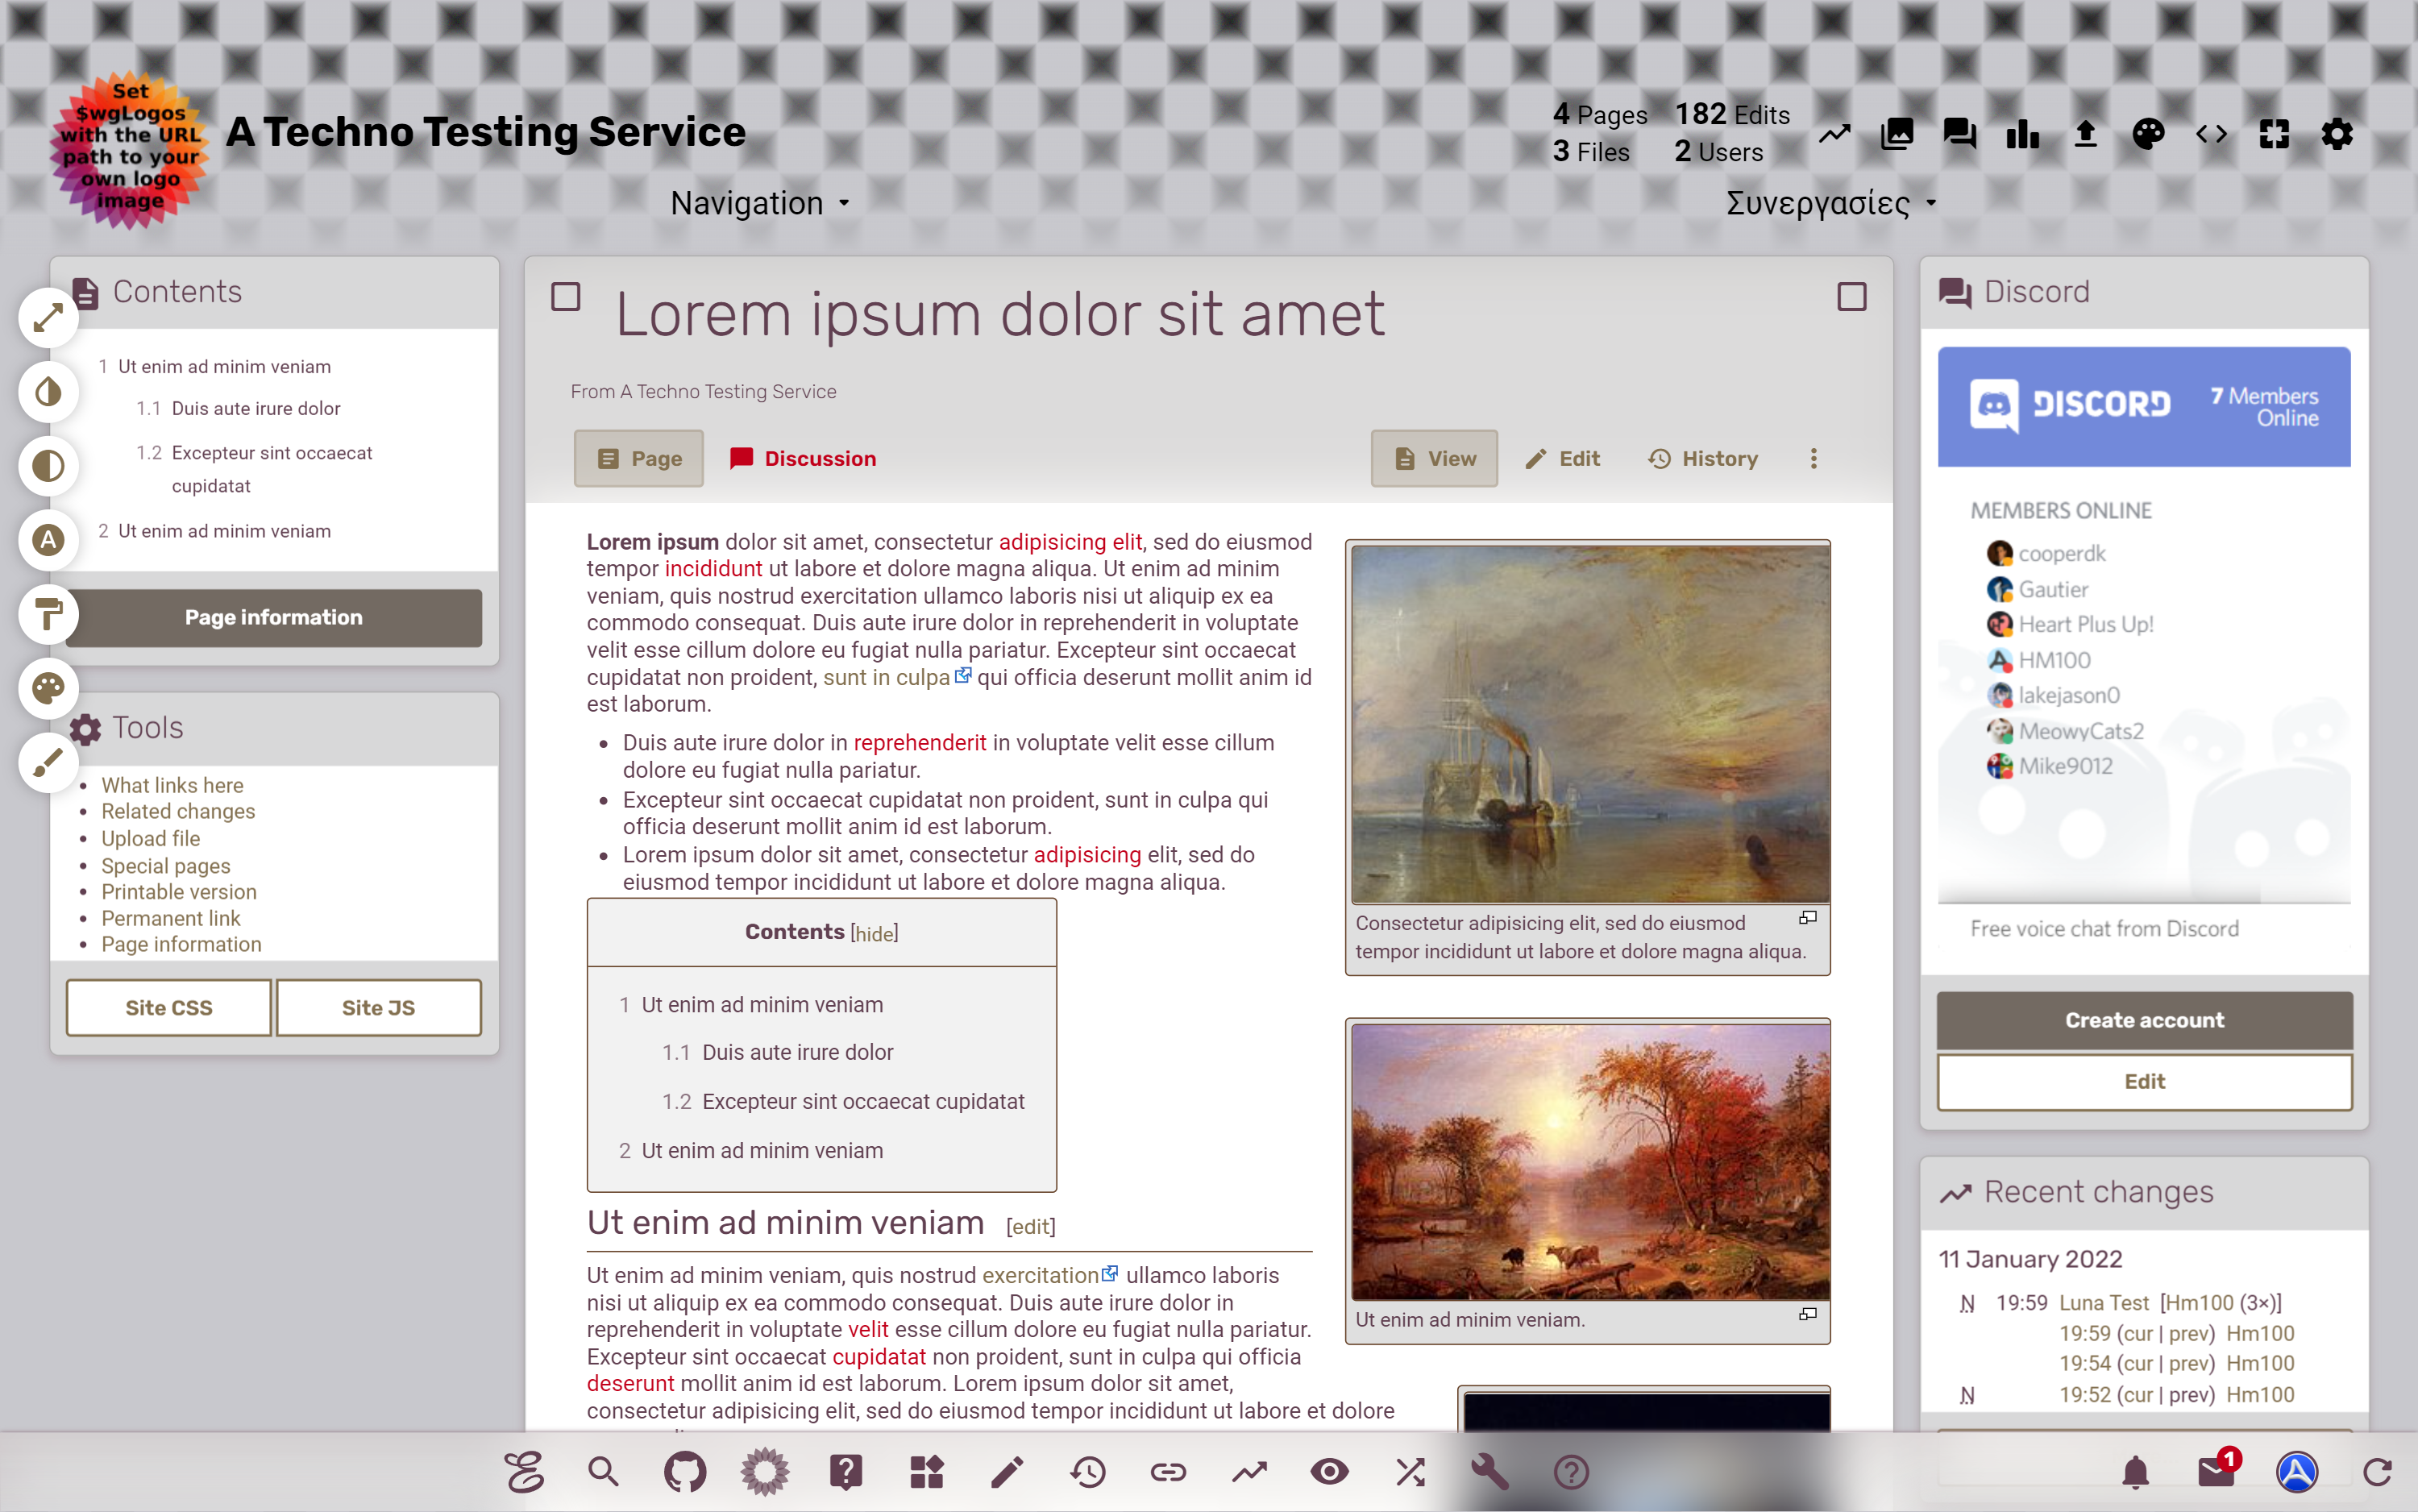 Set
$wgLogos
with the URL
path to your
own logo
image
A Techno Testing Service
4 Pages 182 Edits
3 Files 2 Users
Navigation
Συνεργασίες
Contents
1 Ut enim ad minim veniam
1.1 Duis aute irure dolor
1.2 Excepteur sint occaecat
cupidatat
2 Ut enim ad minim veniam
Page information
Tools
What links here
Related changes
Upload file
Special pages
Printable version
Permanent link
Page information
Site CSS Site JS
Lorem ipsum dolor sit amet
From A Techno Testing Service
Page Discussion View Edit History
Lorem ipsum dolor sit amet, consectetur adipisicing elit, sed do eiusmod
tempor incididunt ut labore et dolore magna aliqua. Ut enim ad minim
veniam, quis nostrud exercitation ullamco laboris nisi ut aliquip ex ea
commodo consequat. Duis aute irure dolor in reprehenderit in voluptate
velit esse cillum dolore eu fugiat nulla pariatur. Excepteur sint occaecat
cupidatat non proident, sunt in culpa qui officia deserunt mollit anim id
est laborum.
Duis aute irure dolor in reprehenderit in voluptate velit esse cillum
dolore eu fugiat nulla pariatur.
Excepteur sint occaecat cupidatat non proident, sunt in culpa qui
officia deserunt mollit anim id est laborum.
Lorem ipsum dolor sit amet, consectetur adipisicing elit, sed do
eiusmod tempor incididunt ut labore et dolore magna aliqua.
Contents [hide]
1 Ut enim ad minim veniam
1.1 Duis aute irure dolor
1.2 Excepteur sint occaecat cupidatat
2 Ut enim ad minim veniam
Ut enim ad minim veniam [edit]
Ut enim ad minim veniam, quis nostrud exercitation ullamco laboris
nisi ut aliquip ex ea commodo consequat. Duis aute irure dolor in
reprehenderit in voluptate velit esse cillum dolore eu fugiat nulla pariatur.
Excepteur sint occaecat cupidatat non proident, sunt in culpa qui officia
deserunt mollit anim id est laborum. Lorem ipsum dolor sit amet,
consectetur adipisicing elit, sed do eiusmod tempor incididunt ut labore et dolore
Consectetur adipisicing elit, sed do eiusmod
tempor incididunt ut labore et dolore magna aliqua.
Ut enim ad minim veniam.
Discord
DISCORD
7 Members
Online
MEMBERS ONLINE
cooperdk
Gautier
Heart Plus Up!
HM100
lakejason0
MeowyCats2
Mike9012
Free voice chat from Discord
Create account
Edit
Recent changes
11 January 2022
N 19:59 Luna Test [Hm100 (3×)]
19:59 (cur | prev) Hm100
19:54 (cur | prev) Hm100
N 19:52 (cur | prev) Hm100
1